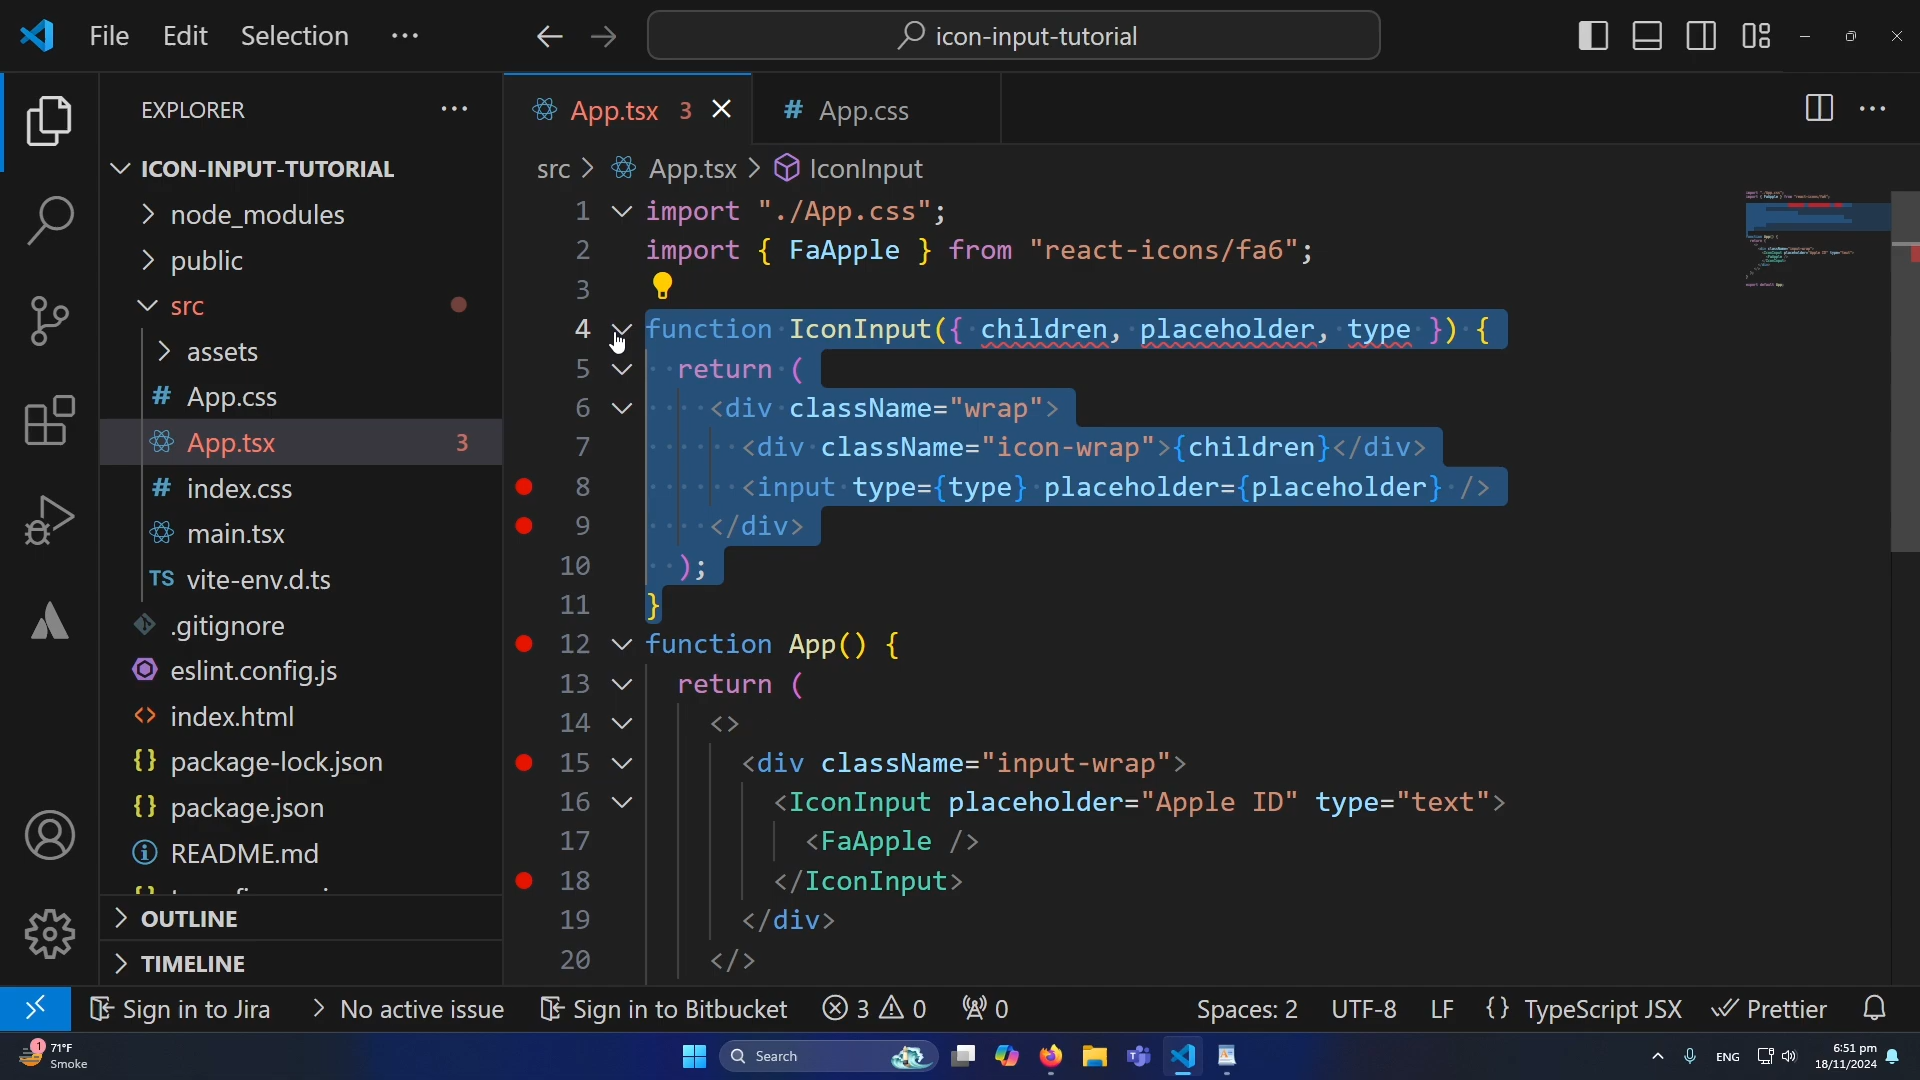 File Edit Selection ···
icon-input-tutorial
EXPLORER ···
ICON-INPUT-TUTORIAL
node_modules
public
src
assets
# App.css
App.tsx 3
# index.css
main.tsx
TS vite-env.d.ts
.gitignore
eslint.config.js
<> index.html
{} package-lock.json
{} package.json
README.md
OUTLINE
TIMELINE
App.tsx 3
# App.css
src > App.tsx > IconInput
1 import "./App.css";
2 import { FaApple } from "react-icons/fa6";
3
4 function IconInput({ children, placeholder, type }) {
5 return (
6 <div className="wrap">
7 <div className="icon-wrap">{children}</div>
8 <input type={type} placeholder={placeholder} />
9 </div>
10 );
11 }
12 function App() {
13 return (
14 <>
15 <div className="input-wrap">
16 <IconInput placeholder="Apple ID" type="text">
17 <FaApple />
18 </IconInput>
19 </div>
20 </>
Sign in to Jira > No active issue Sign in to Bitbucket 3 0 0 Spaces: 2 UTF-8 LF {} TypeScript JSX Prettier
1
71°F
Smoke
Search
ENG
6:51 pm
18/11/2024